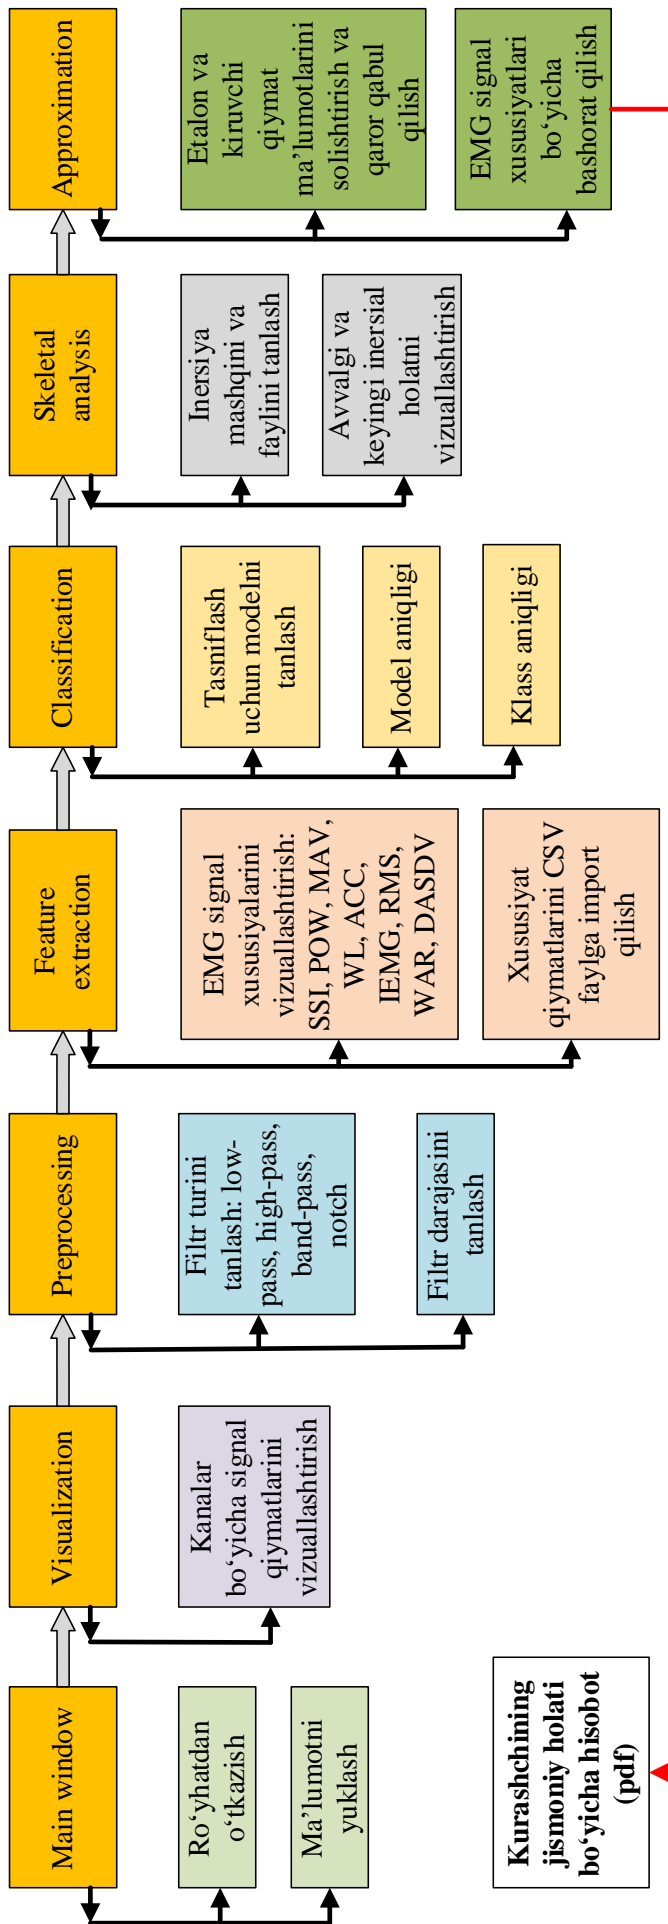 Main window
Ro‘yhatdan
o‘tkazish
Ma’lumotni
yuklash
Visualization
Kanalar
bo‘yicha signal
qiymatlarini
vizuallashtirish
Preprocessing
Filtr turini
tanlash: low-
pass, high-pass,
band-pass,
notch
Filtr darajasini
tanlash
Feature
extraction
EMG signal
xususiyalarini
vizuallashtirish:
SSI, POW, MAV,
WL, ACC,
IEMG, RMS,
WAR, DASDV
Xususiyat
qiymatlarini CSV
faylga import
qilish
Classification
Tasniflash
uchun modelni
tanlash
Model aniqligi
Klass aniqligi
Skeletal
analysis
Inersiya
mashqini va
faylini tanlash
Avvalgi va
keyingi inersial
holatni
vizuallashtirish
Approximation
Etalon va
kiruvchi
qiymat
ma’lumotlarini
solishtirish va
qaror qabul
qilish
EMG signal
xususiyatlari
bo‘yicha
bashorat qilish
Kurashchining
jismoniy holati
bo‘yicha hisobot
(pdf)